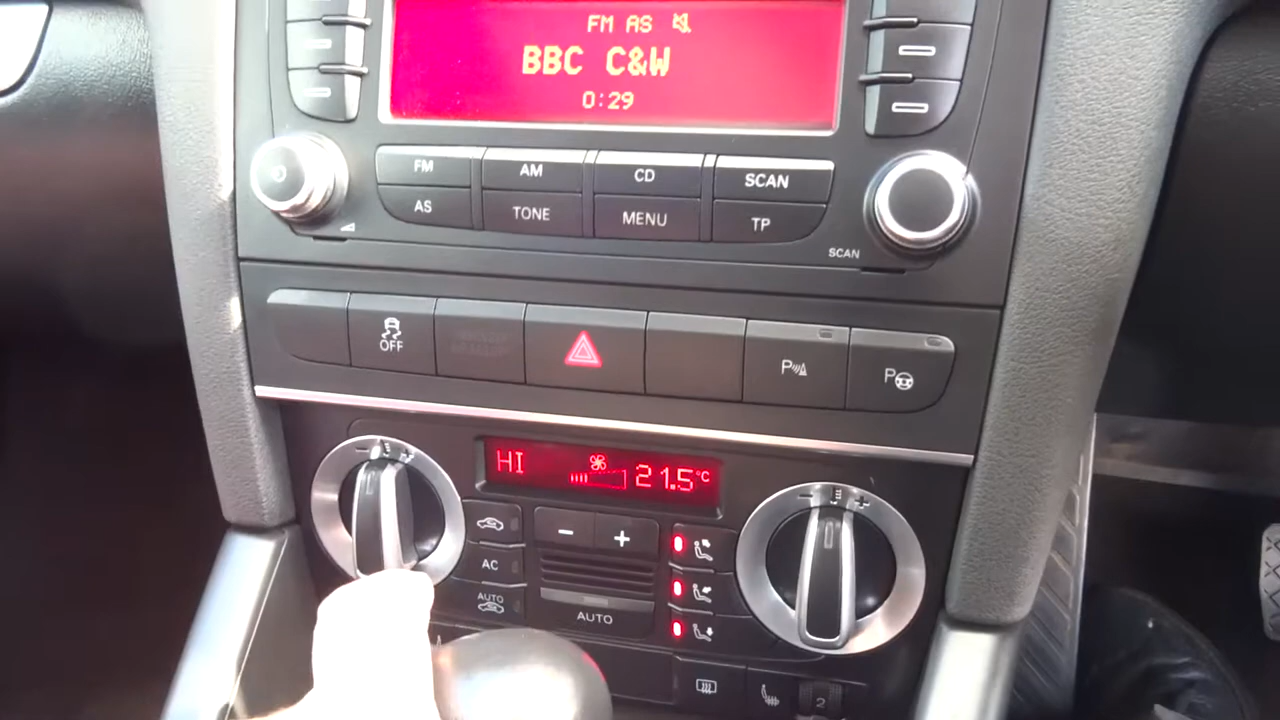 FM AS
BBC C&W
0:29
FM
AM
CD
SCAN
AS
TONE
MENU
TP
SCAN
OFF
P
P
HI
21.5°C
- +
- +
- +
AC
AUTO
AUTO
2